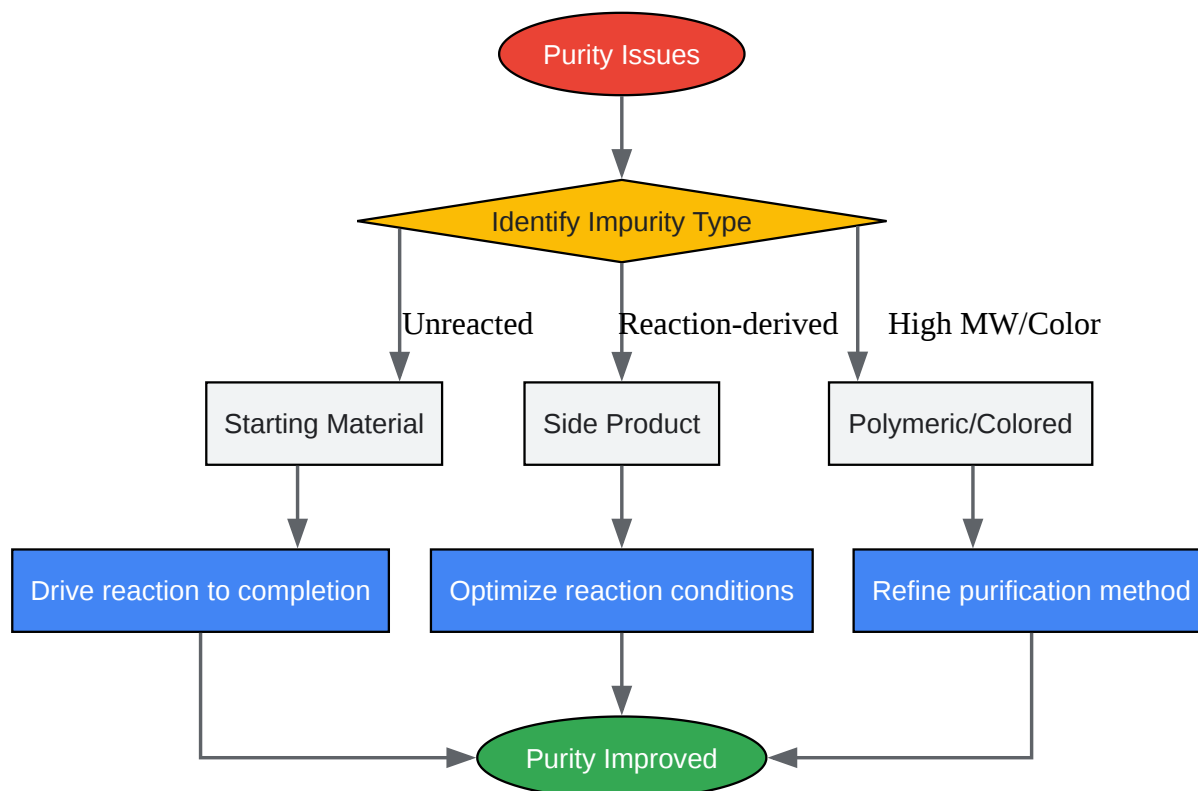 Purity Issues
Identify Impurity Type
Unreacted
Reaction-derived
High MW/Color
Starting Material
Side Product
Polymeric/Colored
Drive reaction to completion
Optimize reaction conditions
Refine purification method
Purity Improved